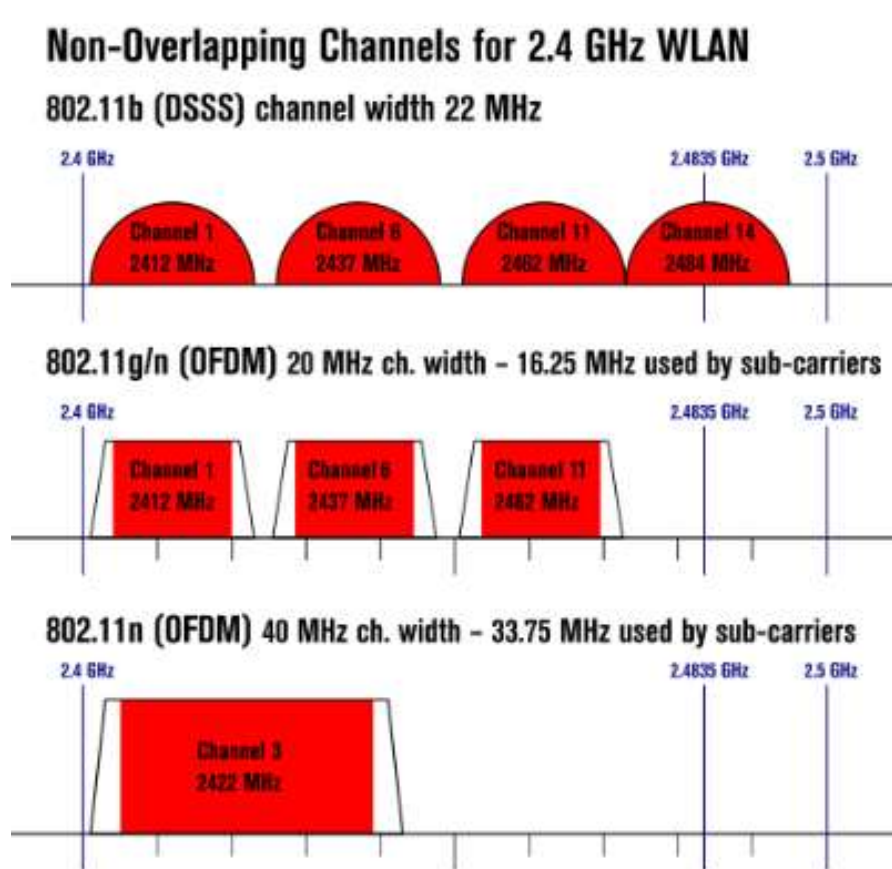 Non-Overlapping Channels for 2.4 GHz WLAN
802.11b (DSSS) channel width 22 MHz
2.4 GHz 2.4835 GHz 2.5 GHz
Channel 1 Channel 6 Channel 11 Channel 14
2412 MHz 2437 MHz 2462 MHz 2484 MHz
802.11g/n (OFDM) 20 MHz ch. width – 16.25 MHz used by sub-carriers
2.4 GHz 2.4835 GHz 2.5 GHz
Channel 1 Channel 6 Channel 11
2412 MHz 2437 MHz 2462 MHz
802.11n (OFDM) 40 MHz ch. width – 33.75 MHz used by sub-carriers
2.4 GHz 2.4835 GHz 2.5 GHz
Channel 3
2422 MHz